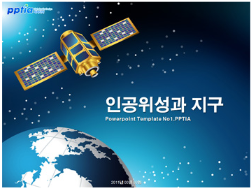 pptia
인공위성과 지구
Powerpoint Template No1.PPTIA